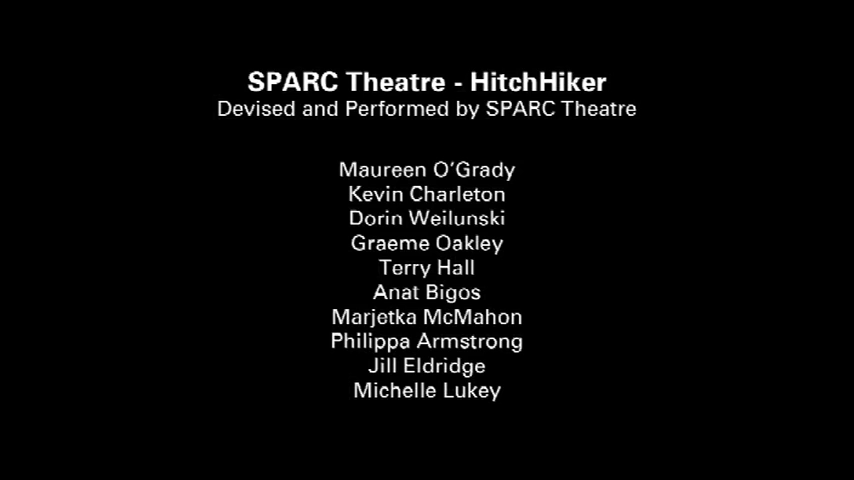 SPARC Theatre - HitchHiker
Devised and Performed by SPARC Theatre
Maureen O'Grady
Kevin Charleton
Dorin Weilunski
Graeme Oakley
Terry Hall
Anat Bigos
Marjetka McMahon
Philippa Armstrong
Jill Eldridge
Michelle Lukey